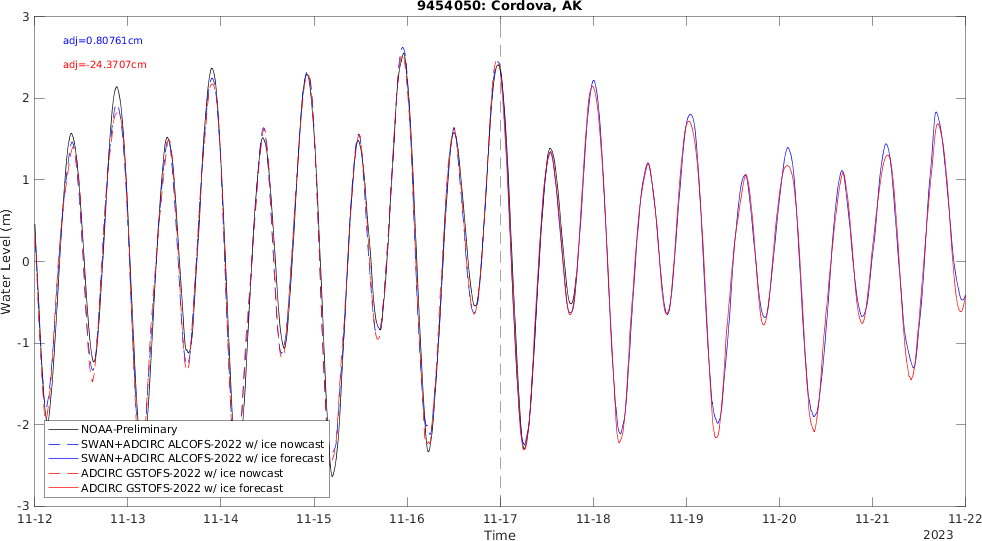 9454050: Cordova, AK
adj=0.80761cm
adj=-24.3707cm
Water Level (m)
3
2
1
0
-1
-2
-3
NOAA-Preliminary
SWAN+ADCIRC ALCOFS-2022 w/ ice nowcast
SWAN+ADCIRC ALCOFS-2022 w/ ice forecast
ADCIRC GSTOFS-2022 w/ ice nowcast
ADCIRC GSTOFS-2022 w/ ice forecast
11-12 11-13 11-14 11-15 11-16 11-17 11-18 11-19 11-20 11-21 11-22
Time
2023